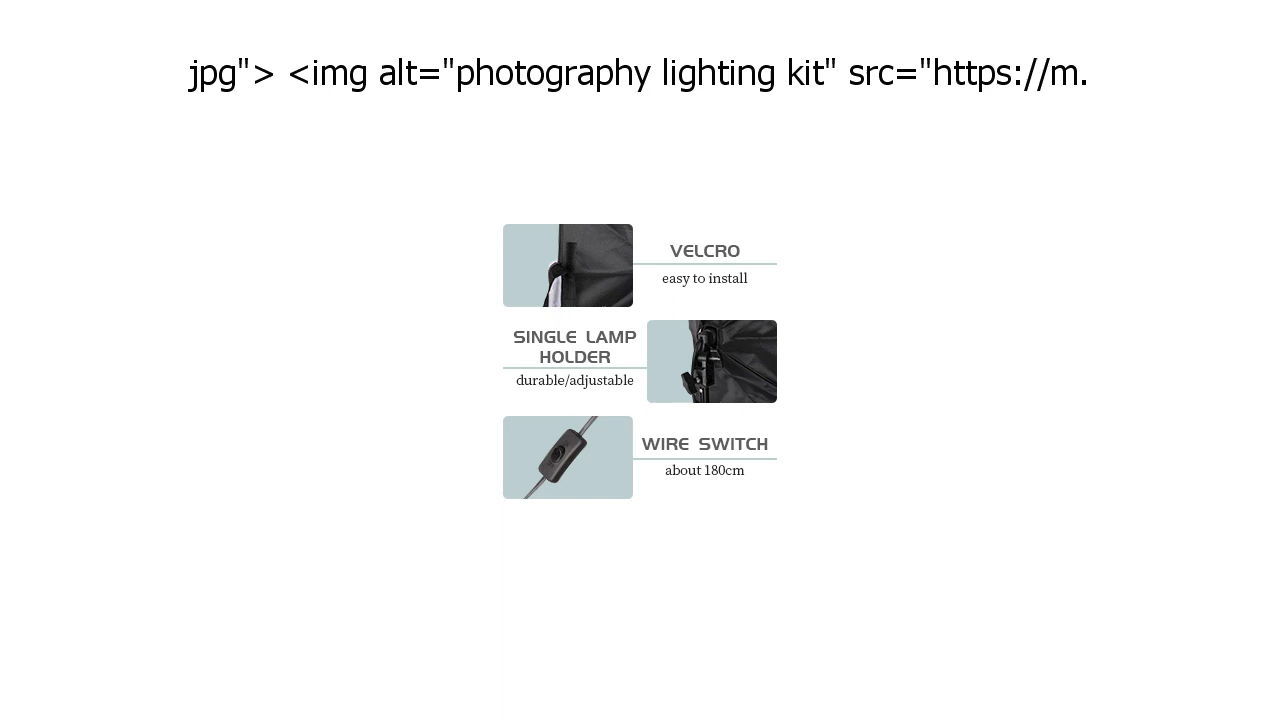 jpg"> <img alt="photography lighting kit" src="https://m.
VELCRO
easy to install
SINGLE LAMP
HOLDER
durable/adjustable
WIRE SWITCH
about 180cm